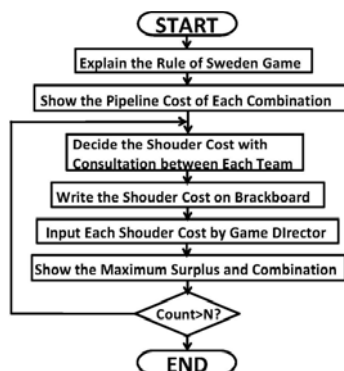 START
Explain the Rule of Sweden Game
Show the Pipeline Cost of Each Combination
Decide the Shouder Cost with
Consultation between Each Team
Write the Shouder Cost on Brackboard
Input Each Shouder Cost by Game DIrector
Show the Maximum Surplus and Combination
Count>N?
END